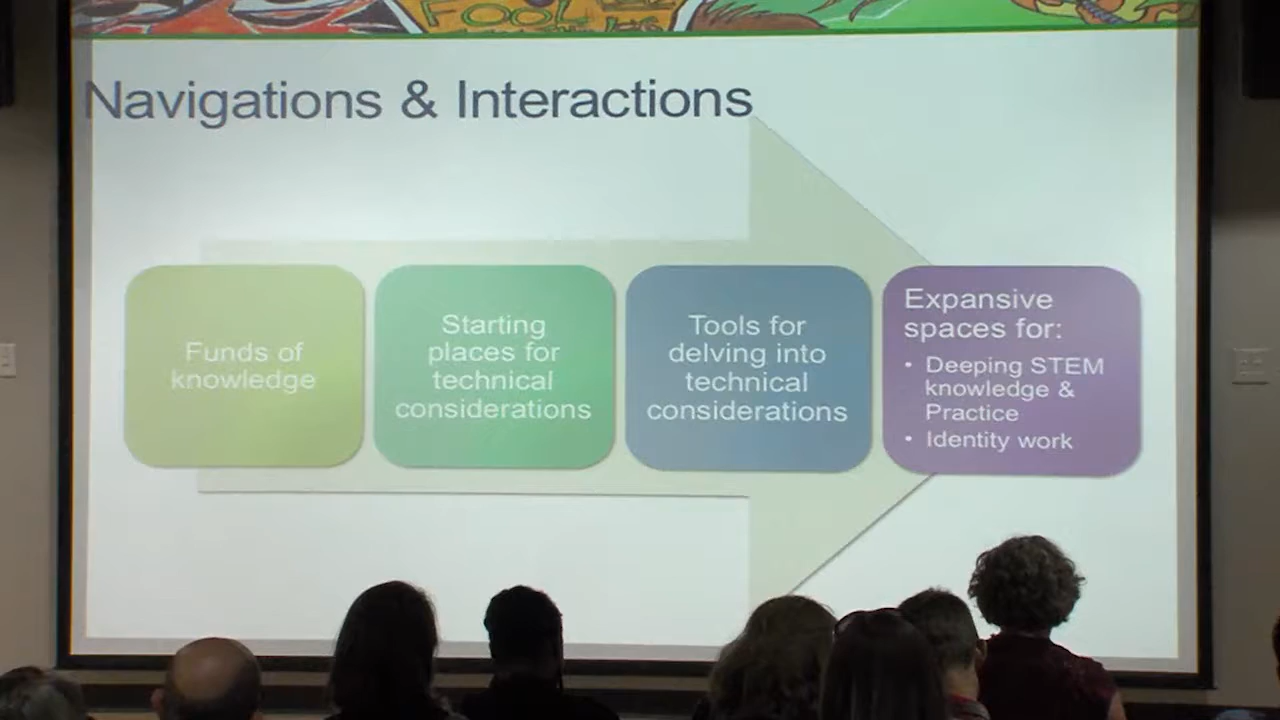 FOOL
Navigations & Interactions
Funds of
knowledge
Starting
places for
technical
considerations
Tools for
delving into
technical
considerations
Expansive
spaces for:
• Deeping STEM
knowledge &
Practice
• Identity work